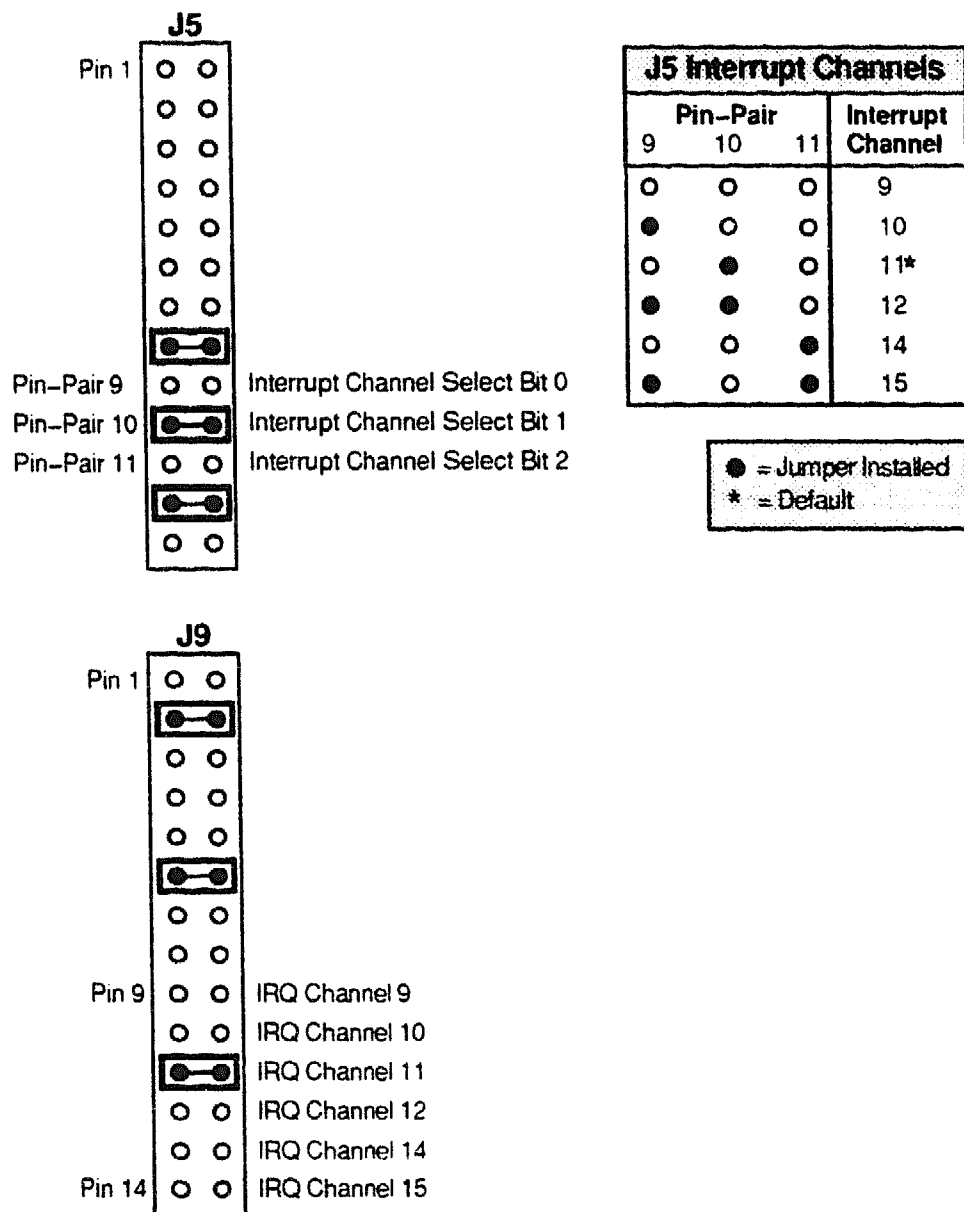 J5
Pin 1
Pin-Pair 9
Interrupt Channel Select Bit 0
Pin-Pair 10
Interrupt Channel Select Bit 1
Pin-Pair 11
Interrupt Channel Select Bit 2
J5 Interrupt Channels
Pin-Pair
Interrupt Channel
9 10 11
9
10
11*
12
14
15
= Jumper Installed
* = Default
J9
Pin 1
Pin 9
IRQ Channel 9
IRQ Channel 10
IRQ Channel 11
IRQ Channel 12
IRQ Channel 14
Pin 14
IRQ Channel 15